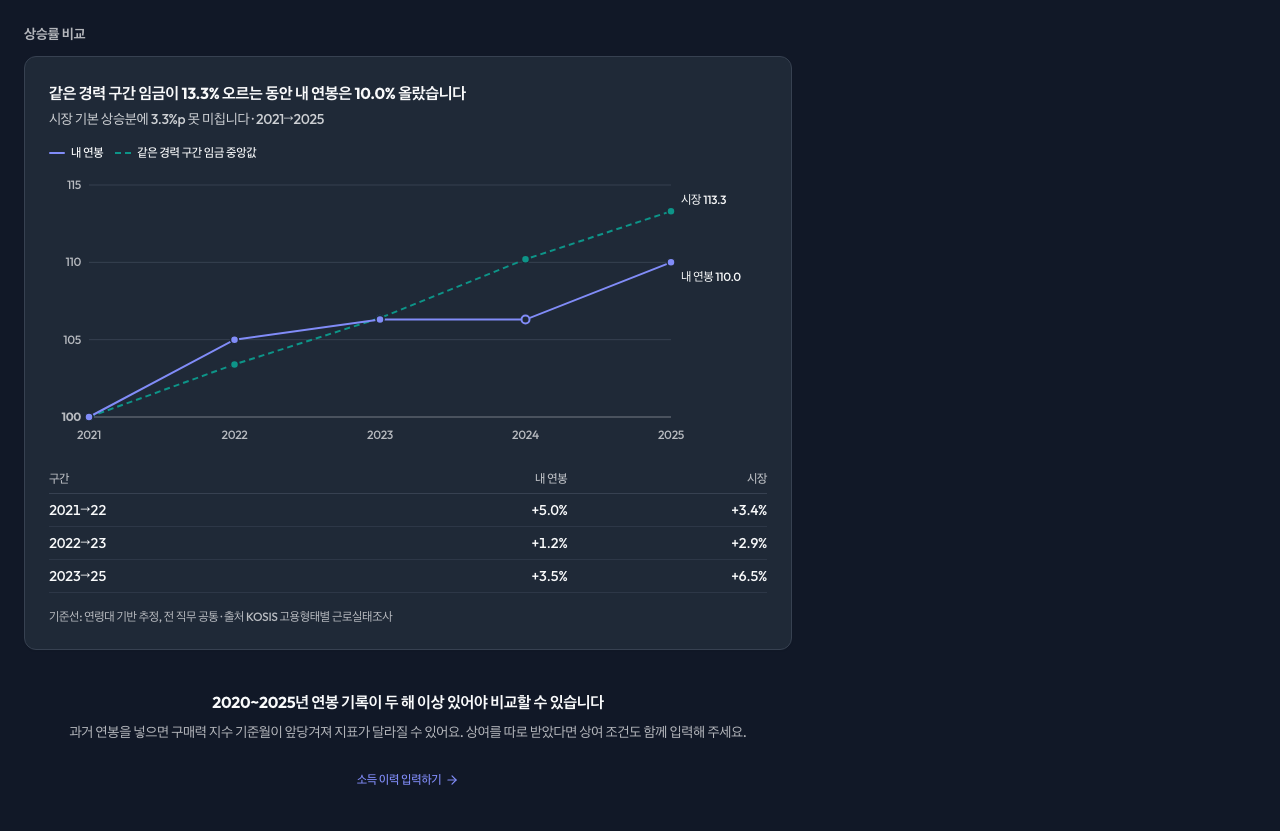 상승률 비교
같은 경력 구간 임금이 13.3% 오르는 동안 내 연봉은 10.0% 올랐습니다
시장 기본 상승분에 3.3%p 못 미칩니다 · 2021→2025
내 연봉 같은 경력 구간 임금 중앙값
115
시장 113.3
110
내 연봉 110.0
105
100
2021 2022 2023 2024 2025
구간 내 연봉 시장
2021→22 +5.0% +3.4%
2022→23 +1.2% +2.9%
2023→25 +3.5% +6.5%
기준선: 연령대 기반 추정, 전 직무 공통 · 출처 KOSIS 고용형태별 근로실태조사
2020~2025년 연봉 기록이 두 해 이상 있어야 비교할 수 있습니다
과거 연봉을 넣으면 구매력 지수 기준월이 앞당겨져 지표가 달라질 수 있어요. 상여를 따로 받았다면 상여 조건도 함께 입력해 주세요.
소득 이력 입력하기 →